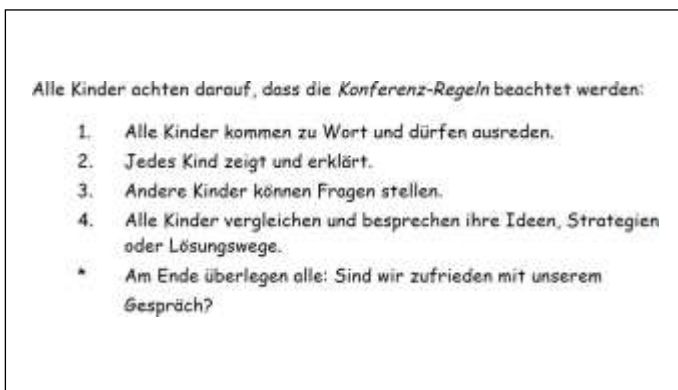 Alle Kinder achten darauf, dass die Konferenz-Regeln beachtet werden:
1. Alle Kinder kommen zu Wort und dürfen ausreden.
2. Jedes Kind zeigt und erklärt.
3. Andere Kinder können Fragen stellen.
4. Alle Kinder vergleichen und besprechen ihre Ideen, Strategien
oder Lösungswege.
* Am Ende überlegen alle: Sind wir zufrieden mit unserem
Gespräch?